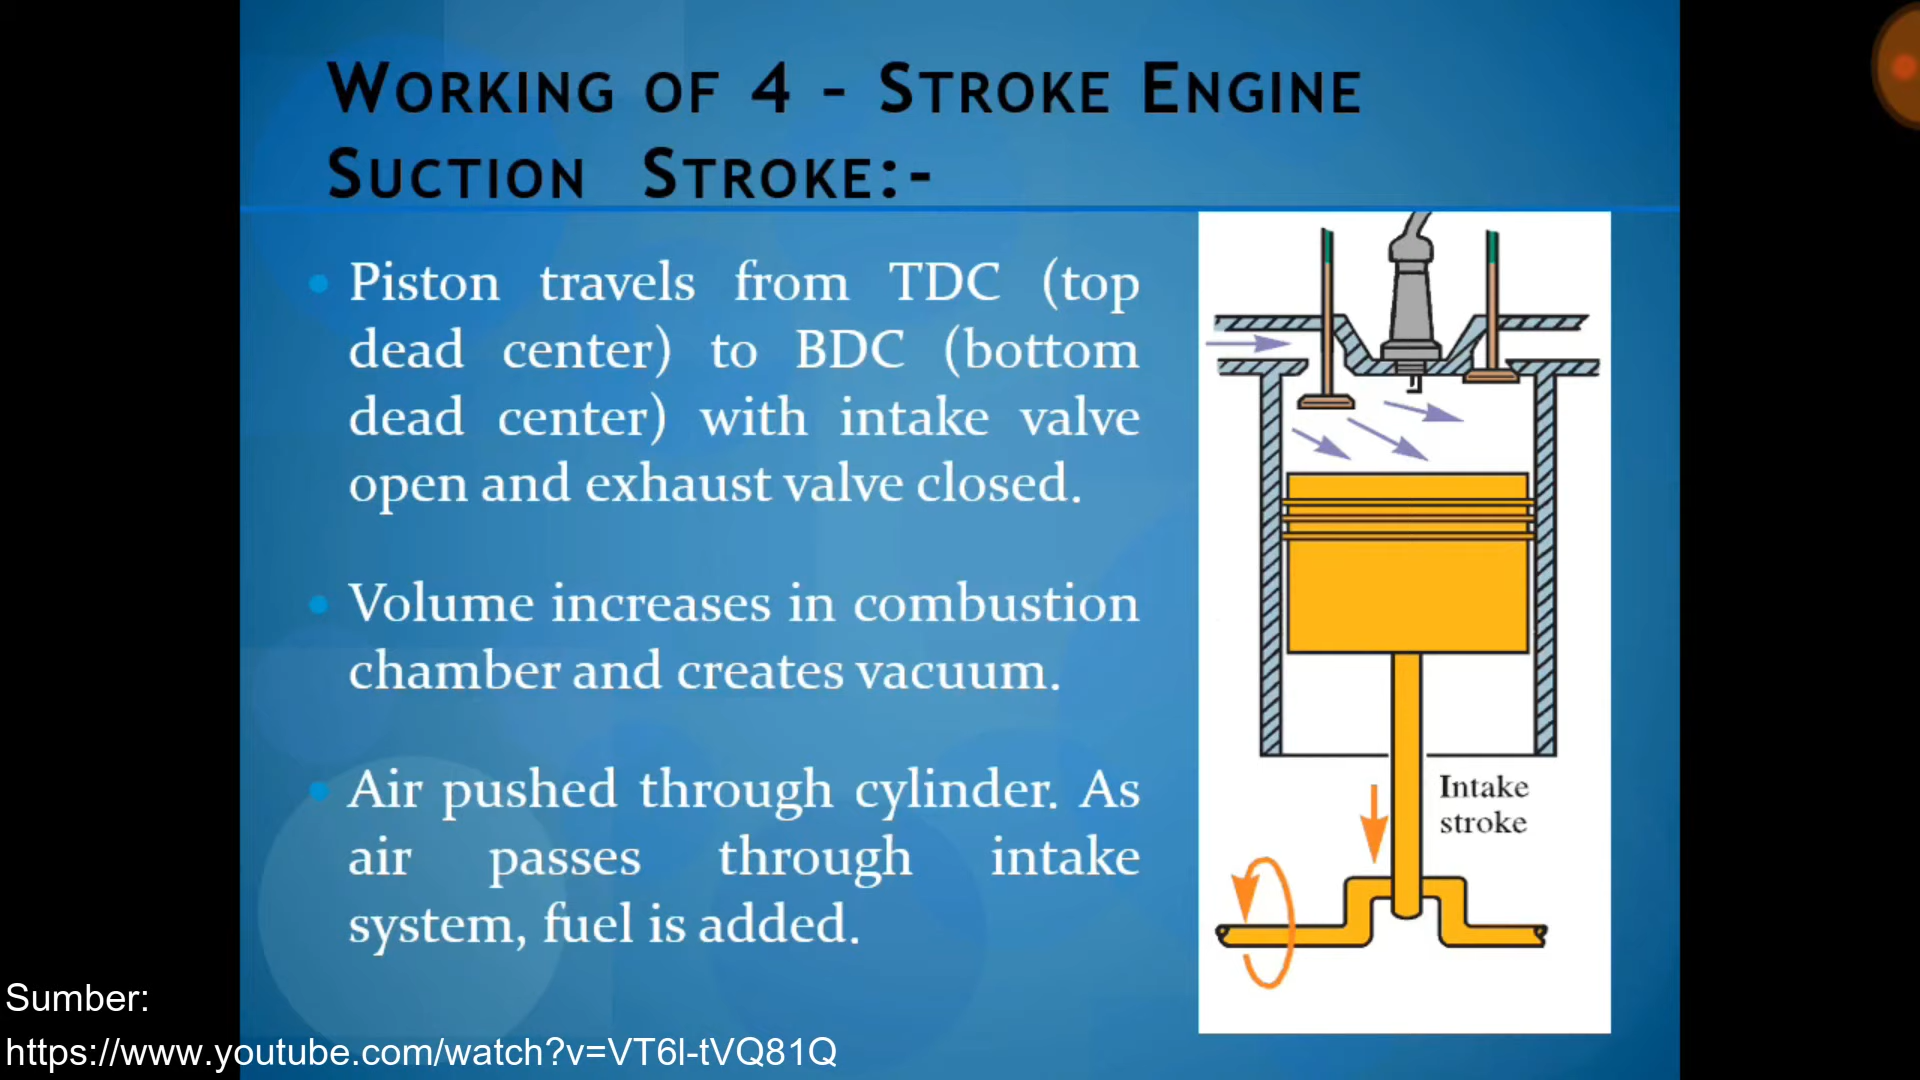 Working of 4 - Stroke Engine
Suction Stroke:-
Piston travels from TDC (top
dead center) to BDC (bottom
dead center) with intake valve
open and exhaust valve closed.
Volume increases in combustion
chamber and creates vacuum.
Air pushed through cylinder. As
air passes through intake
system, fuel is added.
Intake
stroke
Sumber:
https://www.youtube.com/watch?v=VT6l-tVQ81Q